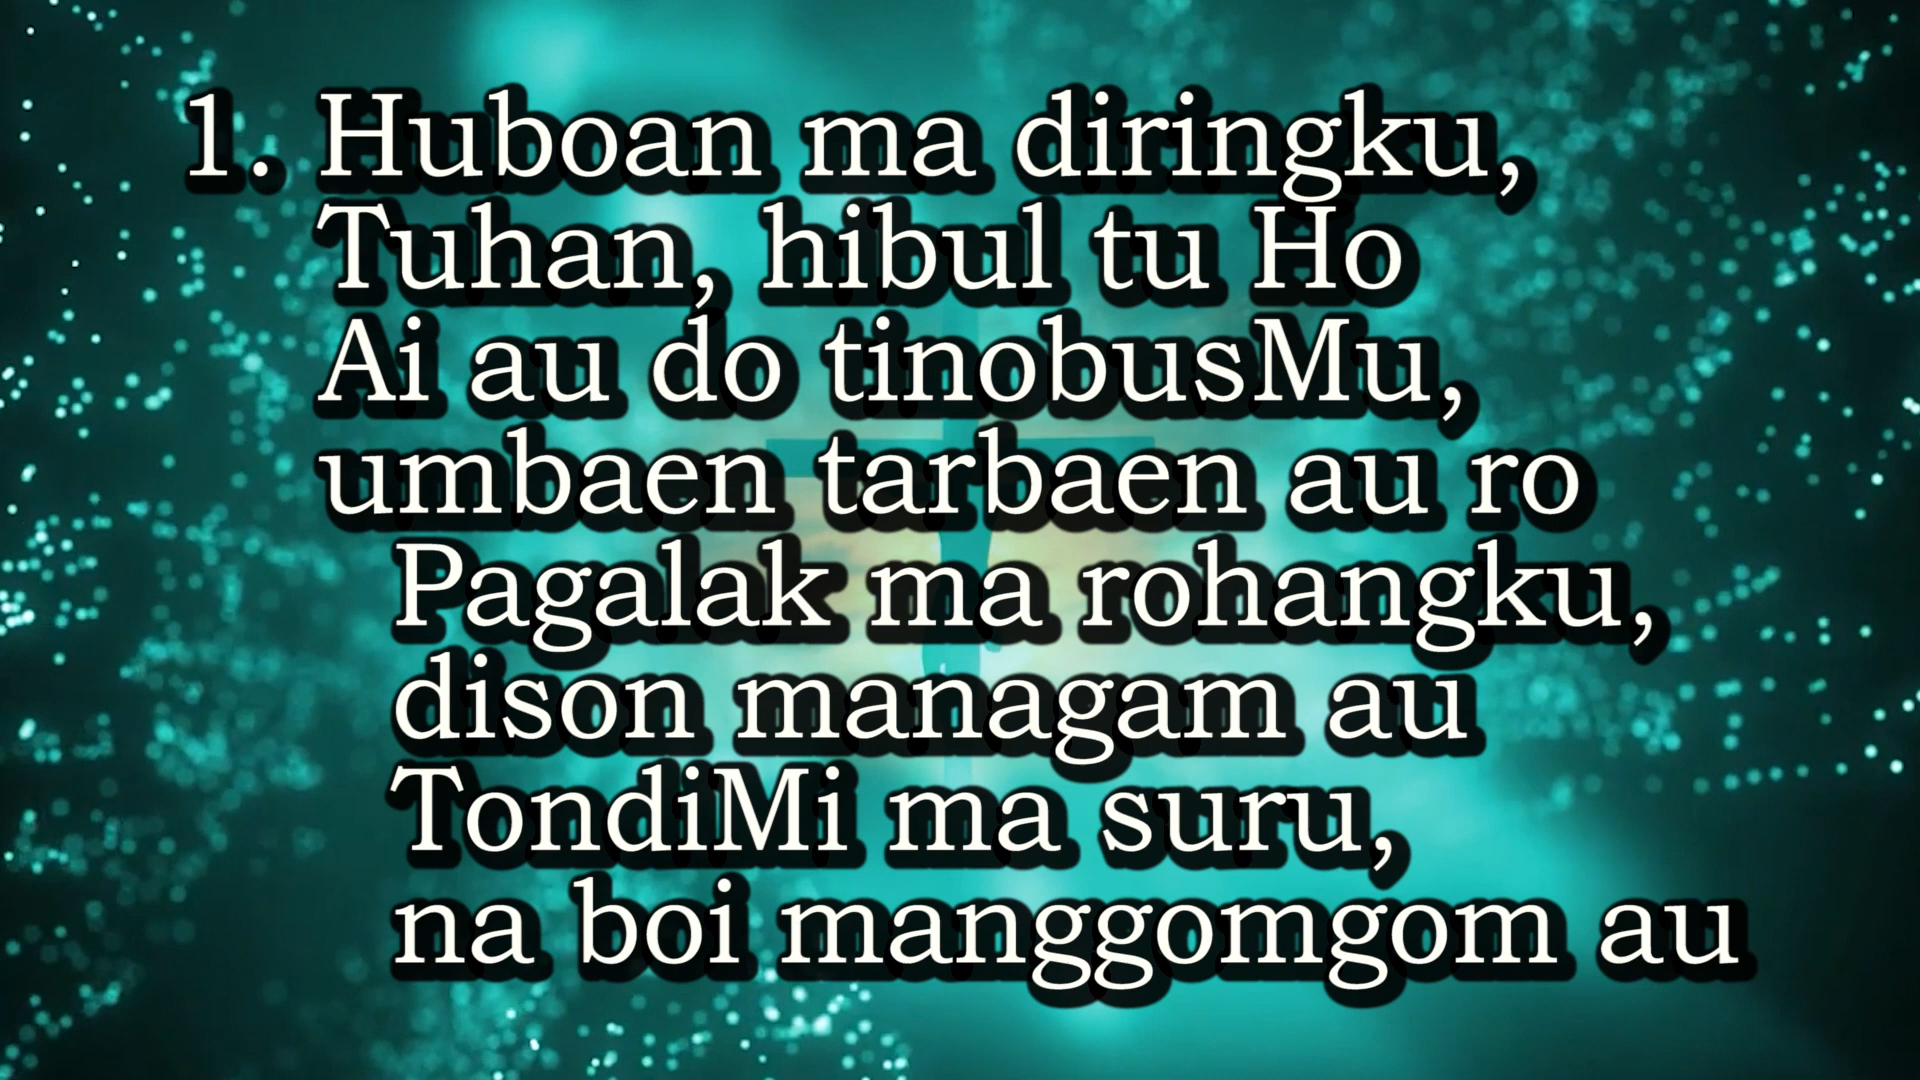 1. Huboan ma diringku,
Tuhan, hibul tu Ho
Ai au do tinobusMu,
umbaen tarbaen au ro
Pagalak ma rohangku,
dison managam au
TondiMi ma suru,
na boi manggomgom au